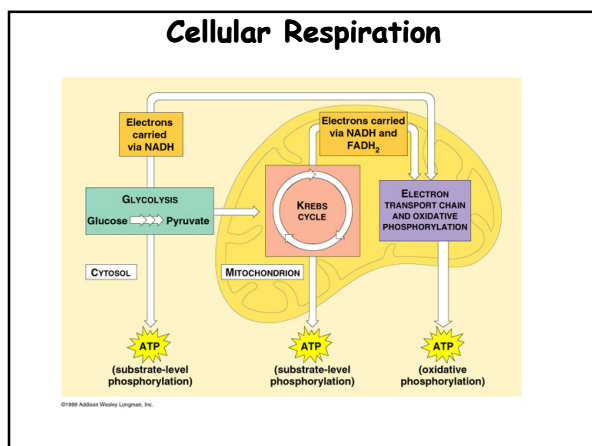 Cellular Respiration
Electrons
carried
via NADH
Electrons carried
via NADH and
FADH₂
GLYCOLYSIS
Glucose Pyruvate
KREBS
CYCLE
ELECTRON
TRANSPORT CHAIN
AND OXIDATIVE
PHOSPHORYLATION
CYTOSOL
MITOCHONDRION
ATP
(substrate-level
phosphorylation)
ATP
(substrate-level
phosphorylation)
ATP
(oxidative
phosphorylation)
©1999 Addison Wesley Longman, Inc.